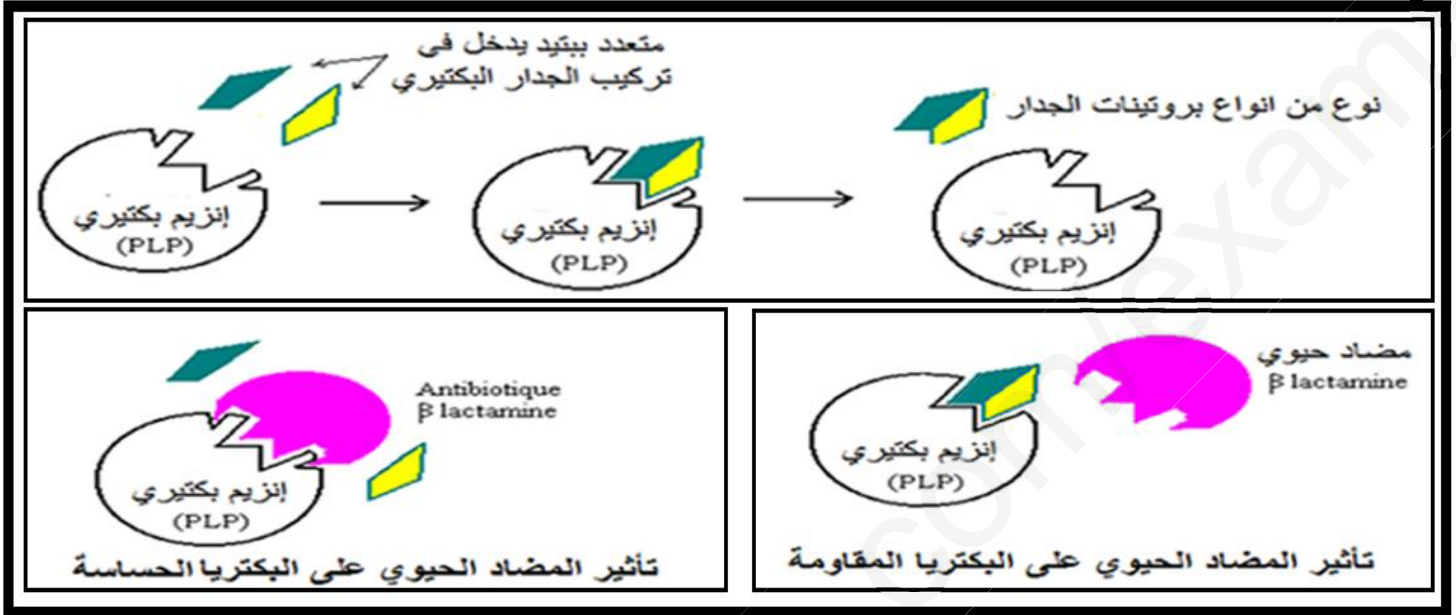 متعدد ببتيد يدخل في
تركيب الجدار البكتيري
إنزيم بكتيري
(PLP)
إنزيم بكتيري
(PLP)
نوع من انواع بروتينات الجدار
إنزيم بكتيري
(PLP)
Antibiotique
β lactamine
إنزيم بكتيري
(PLP)
تأثير المضاد الحيوي على البكتريا الحساسة
مضاد حيوي
β lactamine
إنزيم بكتيري
(PLP)
تأثير المضاد الحيوي على البكتريا المقاومة
com/exam